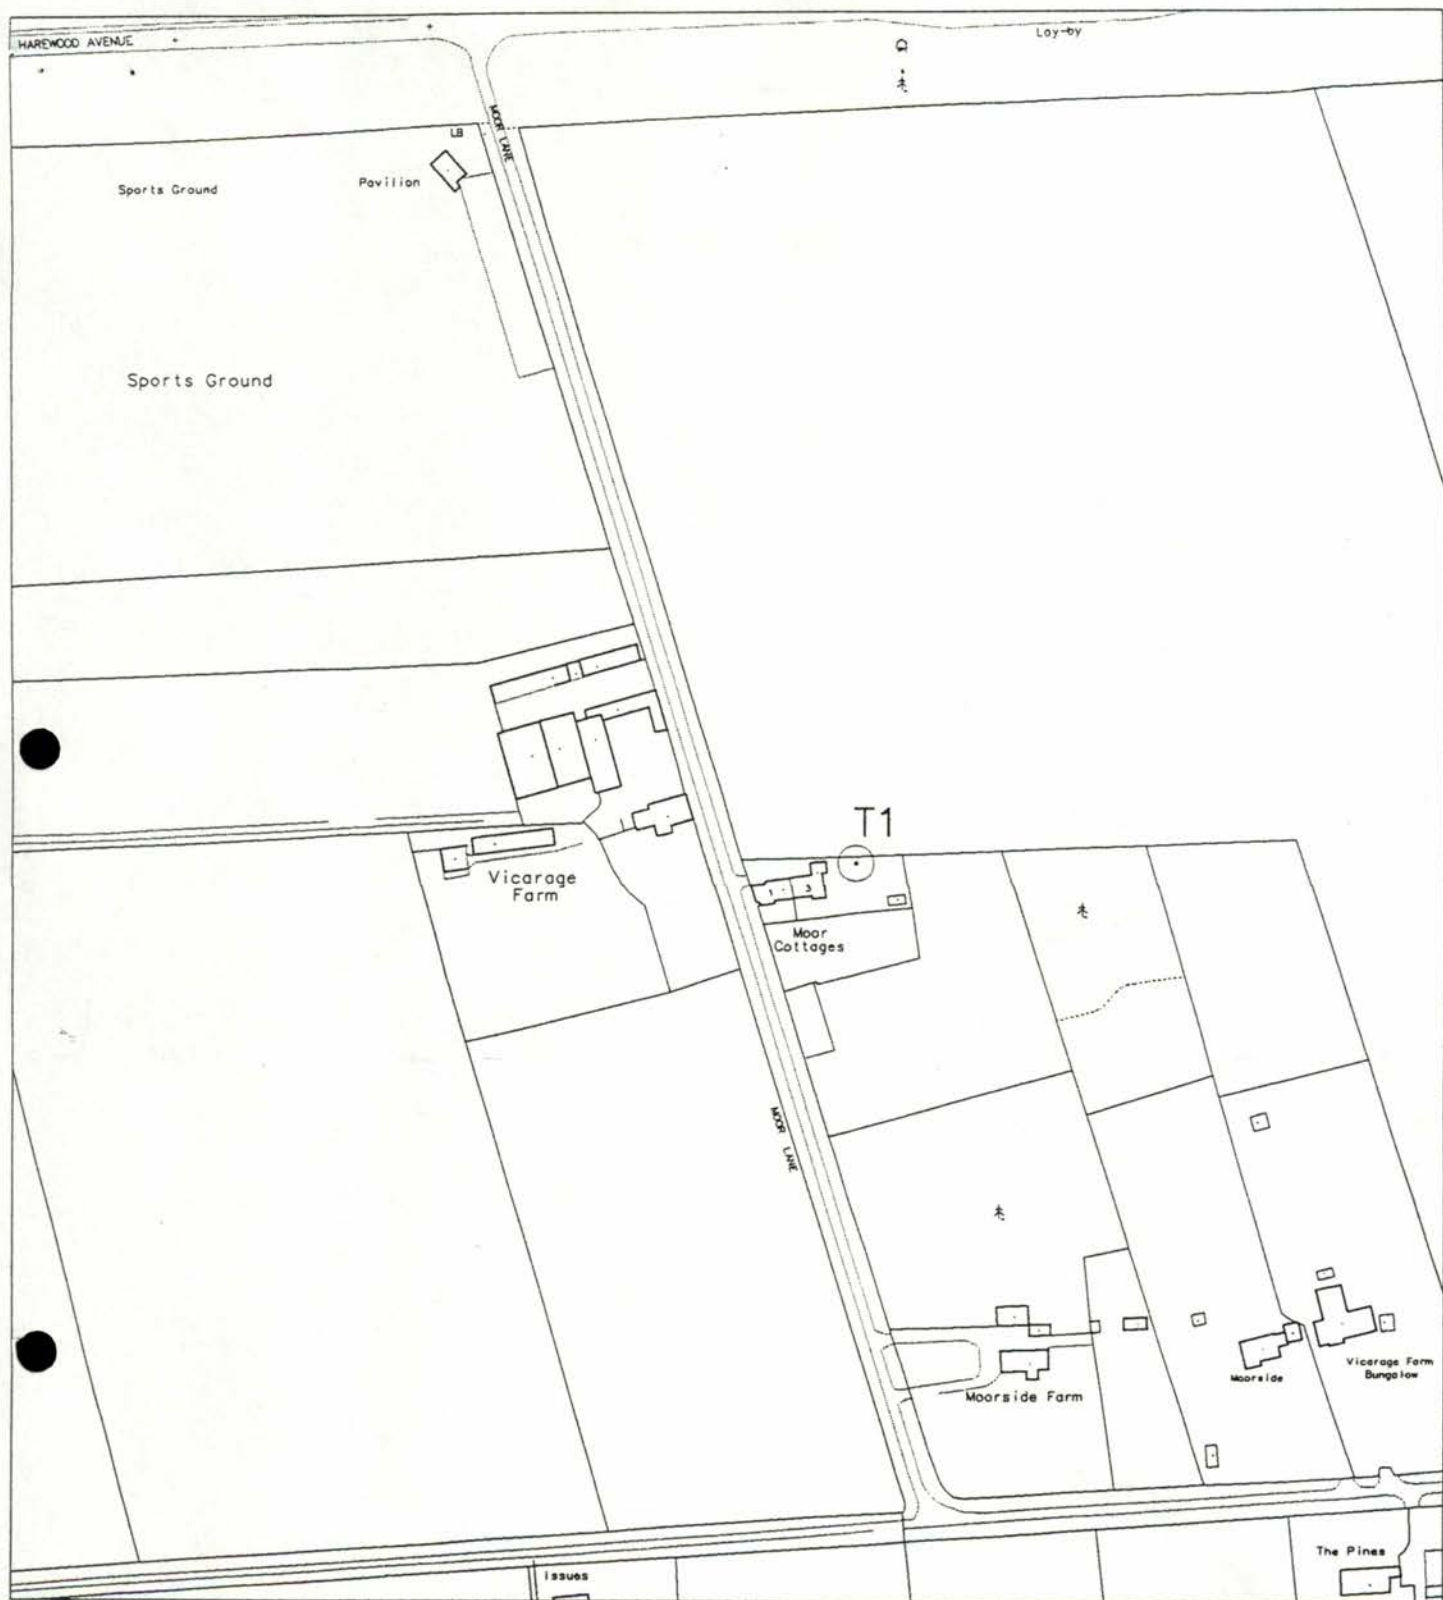 HAREWOOD AVENUE
Lay-by
MOOR LANE
LB
Sports Ground
Pavilion
Sports Ground
T1
Vicarage
Farm
1
3
Moor
Cottages
MOOR LANE
Moorside
Vicarage Farm
Bungalow
Moorside Farm
The Pines
Issues